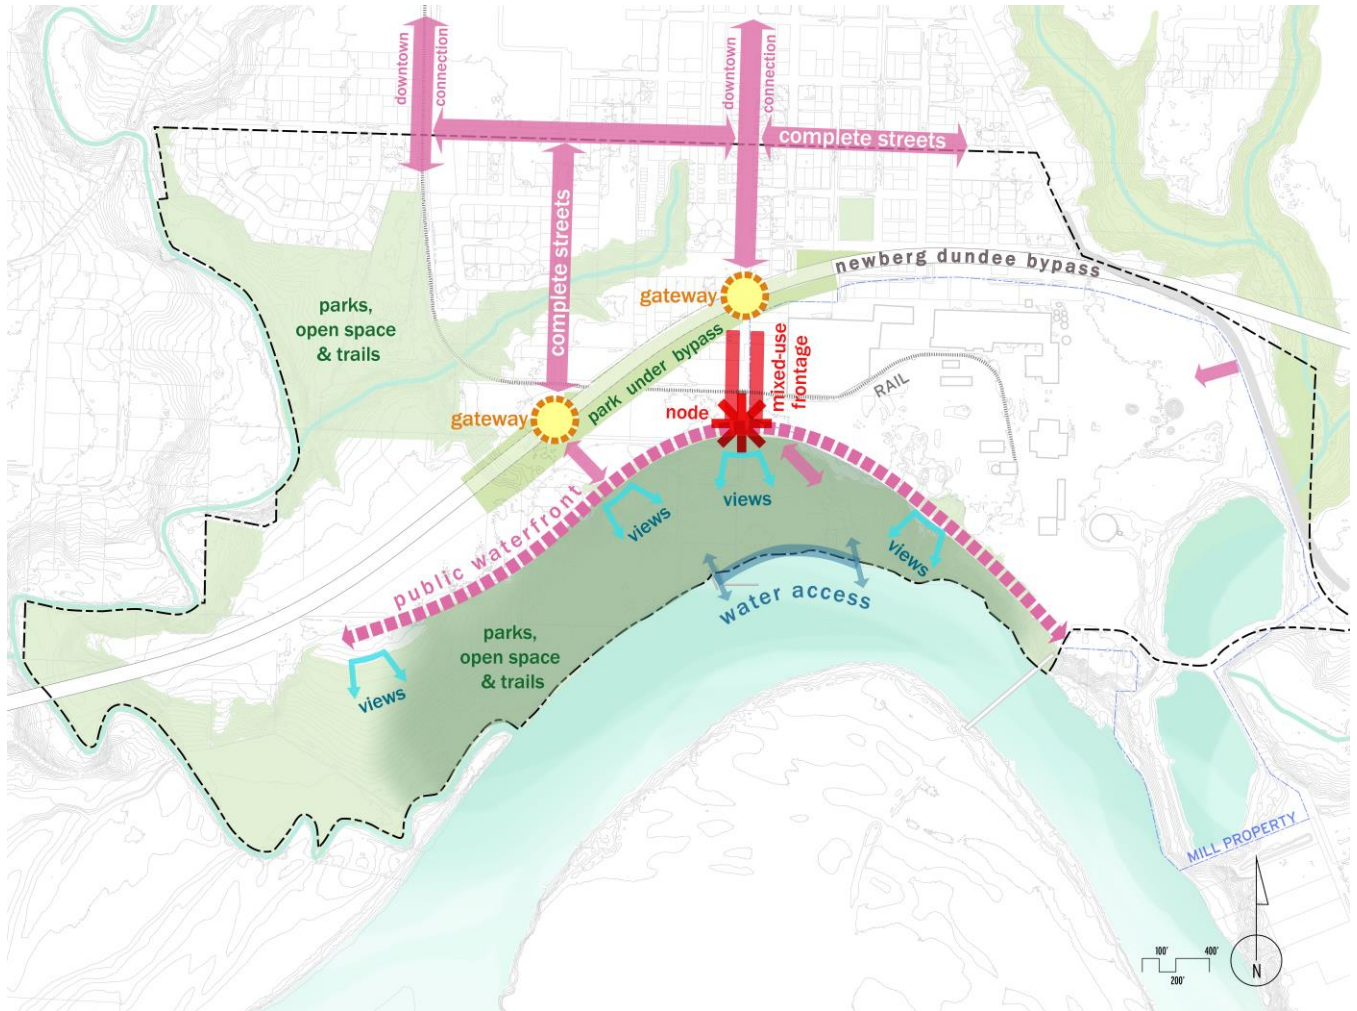 downtown
connection
downtown
connection
complete streets
complete streets
newberg dundee bypass
parks,
open space
& trails
gateway
park under bypass
mixed-use
frontage
RAIL
node
gateway
views
views
views
public waterfront
water access
parks,
open space
& trails
views
MILL PROPERTY
100'
400'
200'
N